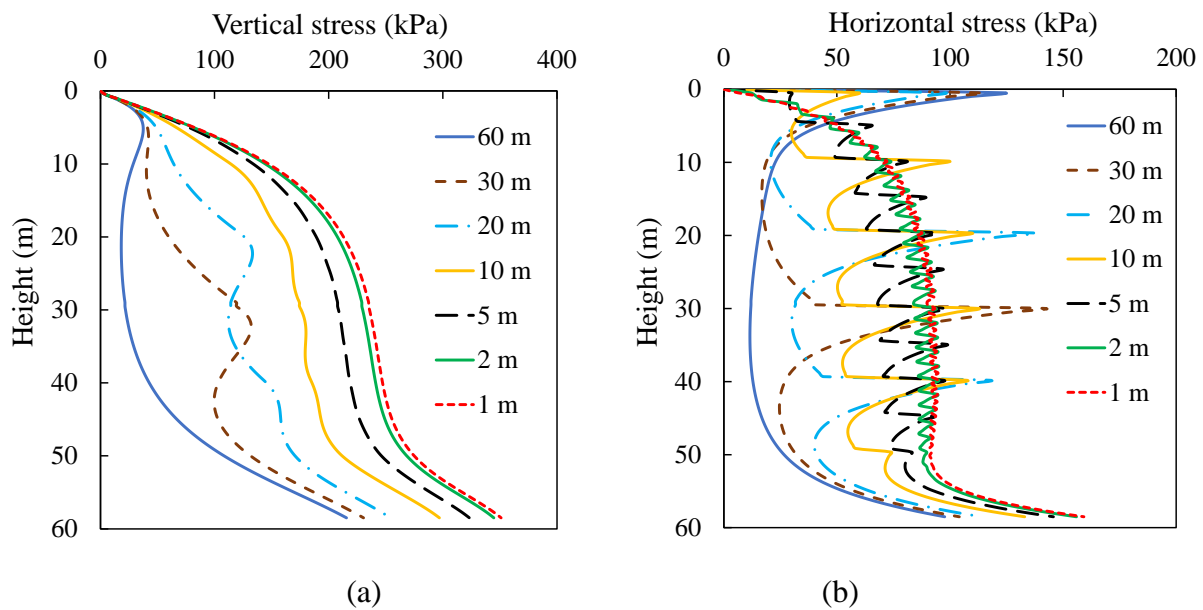 Vertical stress (kPa)
0 100 200 300 400
0
10
20
30
40
50
60
Height (m)
60 m
30 m
20 m
10 m
5 m
2 m
1 m
(a)
Horizontal stress (kPa)
0 50 100 150 200
0
10
20
30
40
50
60
Height (m)
60 m
30 m
20 m
10 m
5 m
2 m
1 m
(b)